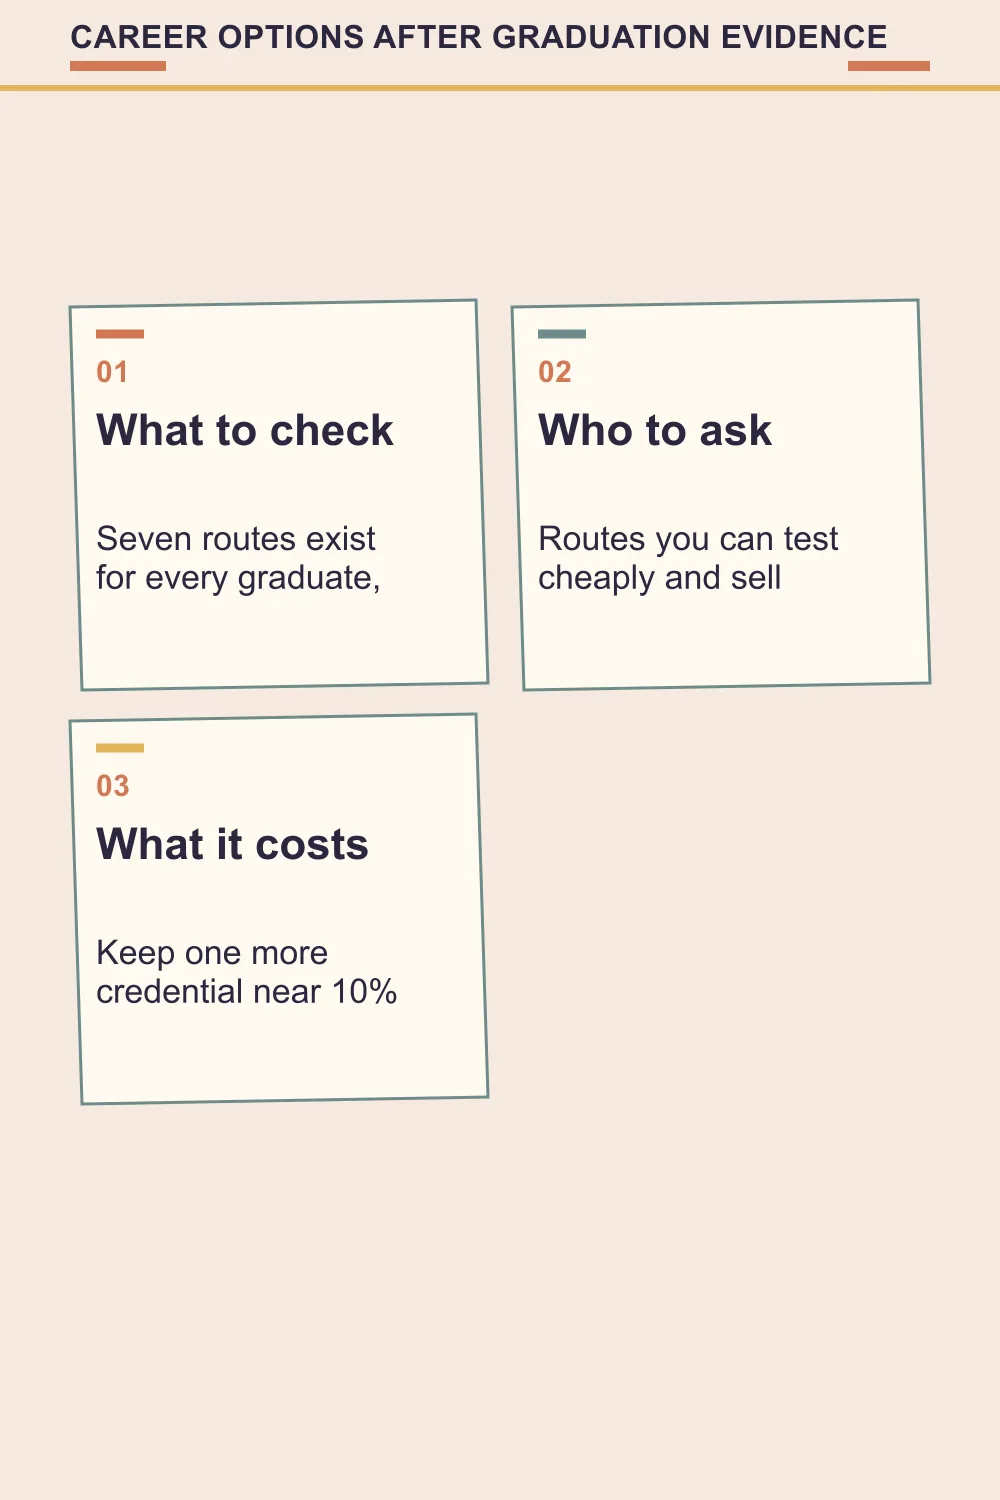 CAREER OPTIONS AFTER GRADUATION EVIDENCE
01
What to check
Seven routes exist
for every graduate,
02
Who to ask
Routes you can test
cheaply and sell
03
What it costs
Keep one more
credential near 10%